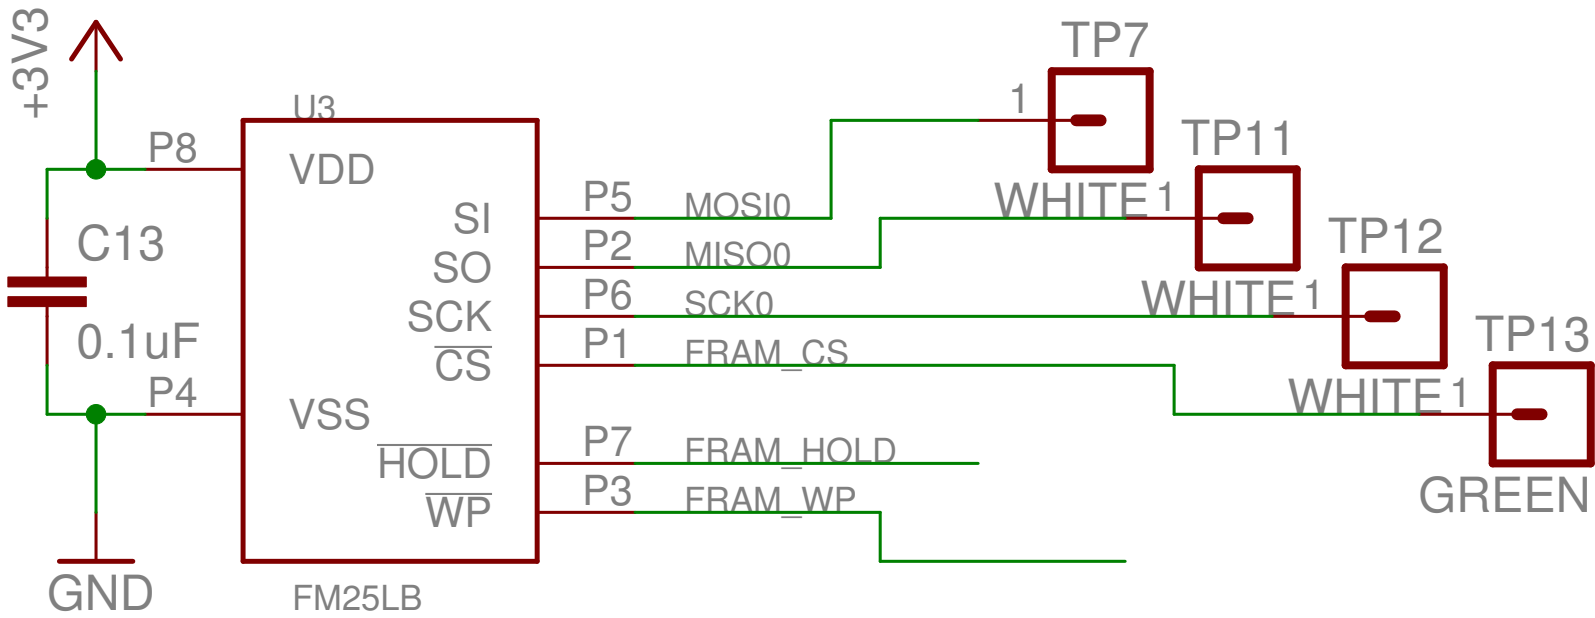 +3V3
TP7
U3
1
P8
TP11
VDD
P5
MOSI0
WHITE
1
SI
C13
P2
MISO0
TP12
SO
P6
SCK0
WHITE
1
SCK
0.1uF
P1
FRAM_CS
TP13
CS
P4
WHITE
1
VSS
P7
FRAM_HOLD
HOLD
P3
FRAM_WP
GREEN
WP
GND
FM25LB